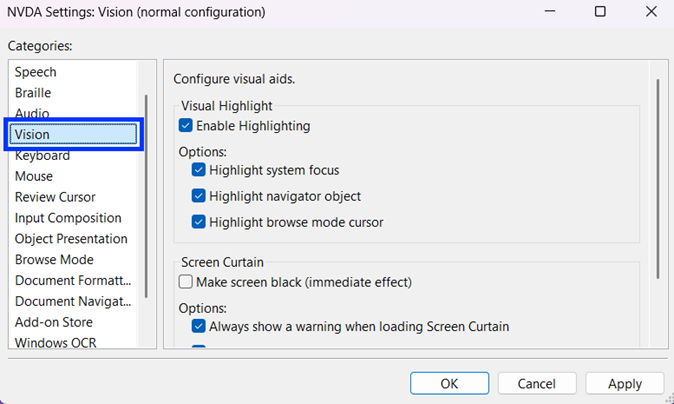 NVDA Settings: Vision (normal configuration)
Categories:
Speech
Braille
Audio
Vision
Keyboard
Mouse
Review Cursor
Input Composition
Object Presentation
Browse Mode
Document Formatt...
Document Navigat...
Add-on Store
Windows OCR
Configure visual aids.
Visual Highlight
Enable Highlighting
Options:
Highlight system focus
Highlight navigator object
Highlight browse mode cursor
Screen Curtain
Make screen black (immediate effect)
Options:
Always show a warning when loading Screen Curtain
OK Cancel Apply